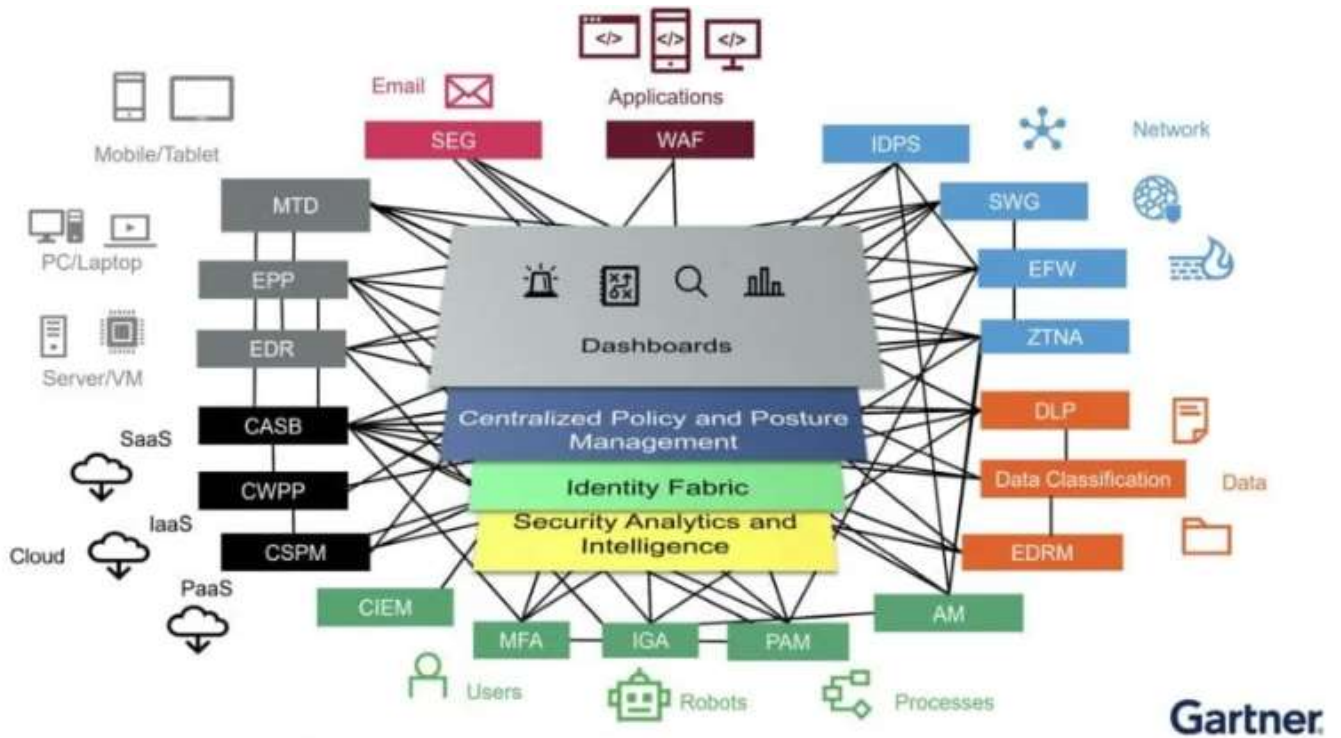 </> </> </>
Email
Applications
Mobile/Tablet
SEG
WAF
IDPS
Network
MTD
SWG
PC/Laptop
EPP
EFW
Dashboards
EDR
ZTNA
Server/VM
CASB
Centralized Policy and Posture
Management
DLP
SaaS
CWPP
Identity Fabric
Data Classification
Data
IaaS
Security Analytics and
Intelligence
Cloud
CSPM
EDRM
PaaS
CIEM
AM
MFA
IGA
PAM
Users
Robots
Processes
Gartner.